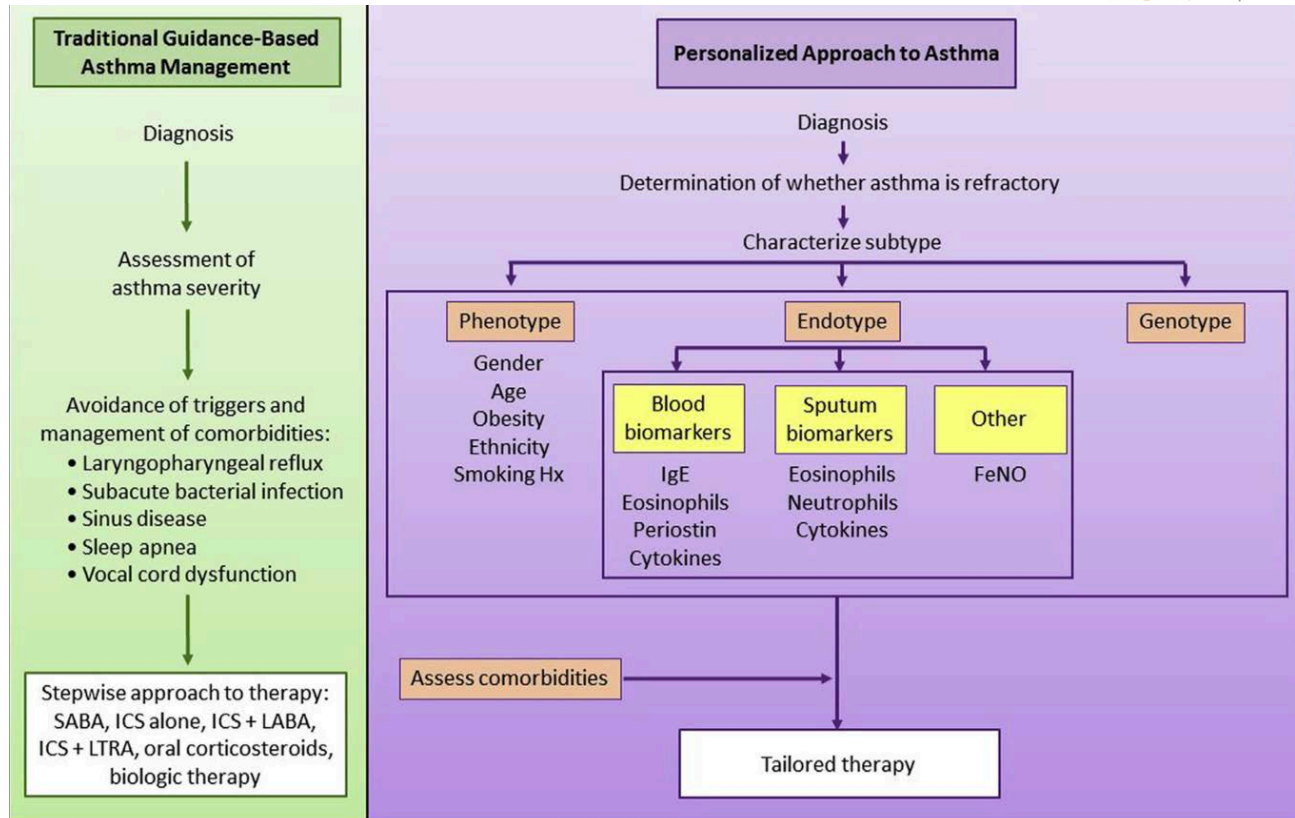 Traditional Guidance-Based
Asthma Management
Diagnosis
Assessment of
asthma severity
Avoidance of triggers and
management of comorbidities:
• Laryngopharyngeal reflux
• Subacute bacterial infection
• Sinus disease
• Sleep apnea
• Vocal cord dysfunction
Stepwise approach to therapy:
SABA, ICS alone, ICS + LABA,
ICS + LTRA, oral corticosteroids,
biologic therapy
Personalized Approach to Asthma
Diagnosis
Determination of whether asthma is refractory
Characterize subtype
Phenotype
Gender
Age
Obesity
Ethnicity
Smoking Hx
Endotype
Blood
biomarkers
IgE
Eosinophils
Periostin
Cytokines
Sputum
biomarkers
Eosinophils
Neutrophils
Cytokines
Other
FeNO
Genotype
Assess comorbidities
Tailored therapy